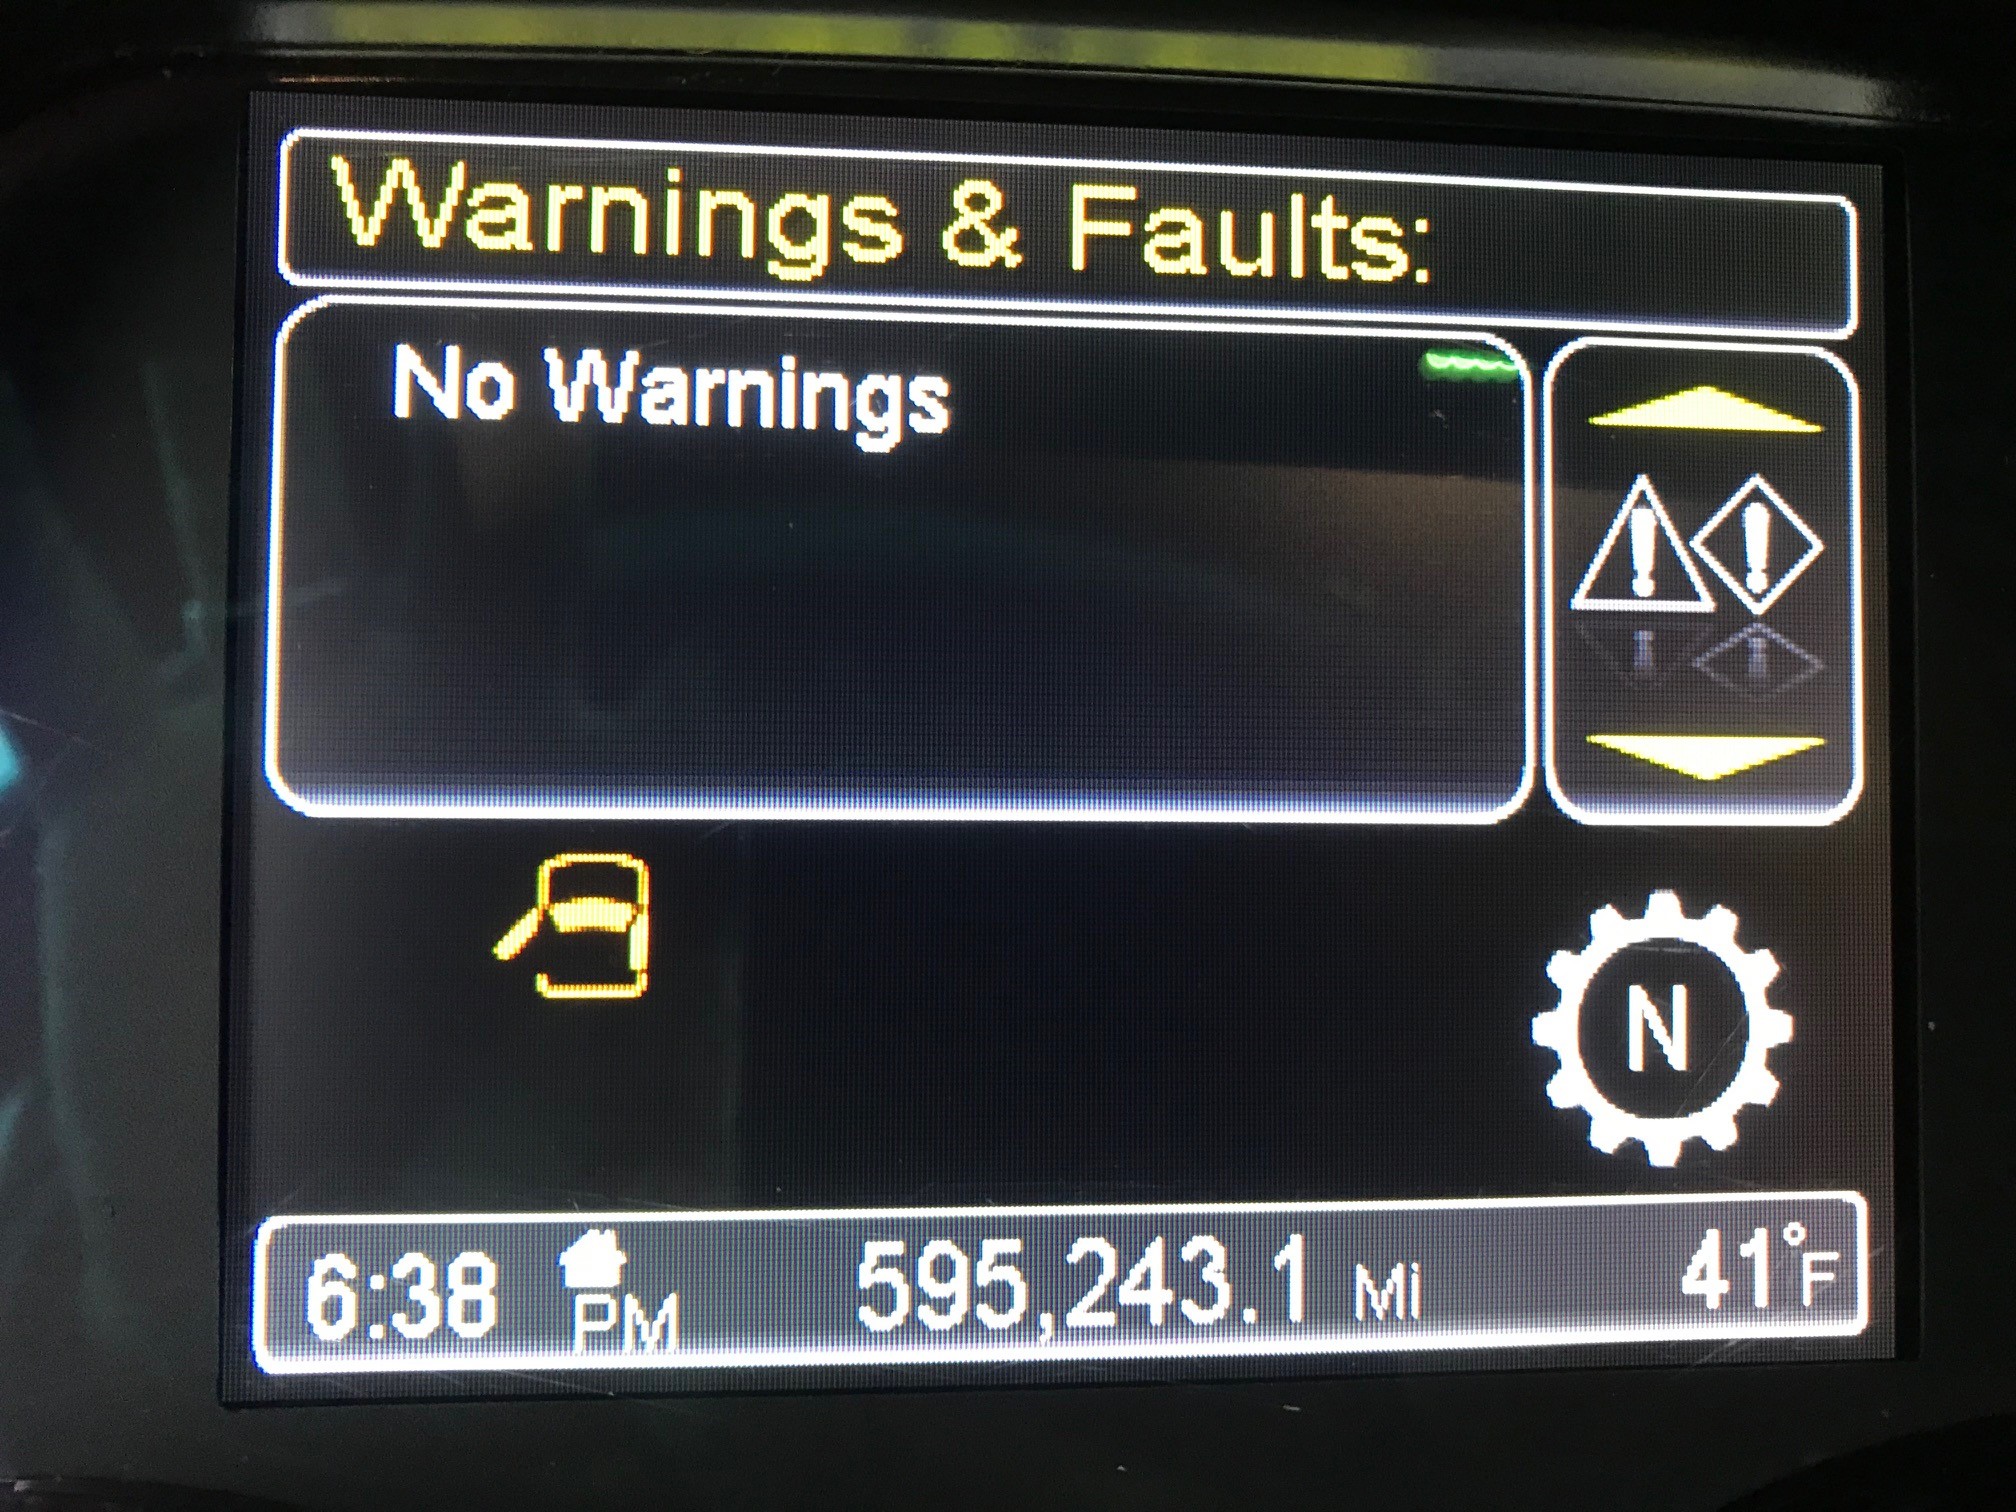 Warnings & Faults:
No Warnings
N
6:38 PM 595,243.1 Mi 41°F